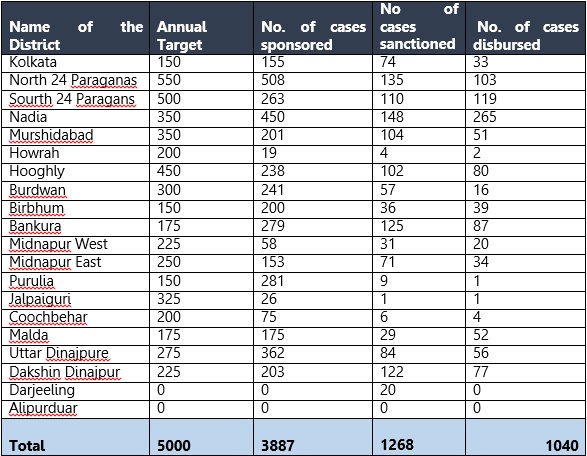 Name of the District Annual Target No. of cases sponsored No of cases sanctioned No. of cases disbursed
Kolkata 150 155 74 33
North 24 Paraganas 550 508 135 103
Sourth 24 Paragans 500 263 110 119
Nadia 350 450 148 265
Murshidabad 350 201 104 51
Howrah 200 19 4 2
Hooghly 450 238 102 80
Burdwan 300 241 57 16
Birbhum 150 200 36 39
Bankura 175 279 125 87
Midnapur West 225 58 31 20
Midnapur East 250 153 71 34
Purulia 150 281 9 1
Jalpaiguri 325 26 1 1
Coochbehar 200 75 6 4
Malda 175 175 29 52
Uttar Dinajpure 275 362 84 56
Dakshin Dinajpur 225 203 122 77
Darjeeling 0 0 20 0
Alipurduar 0 0 0 0
Total 5000 3887 1268 1040